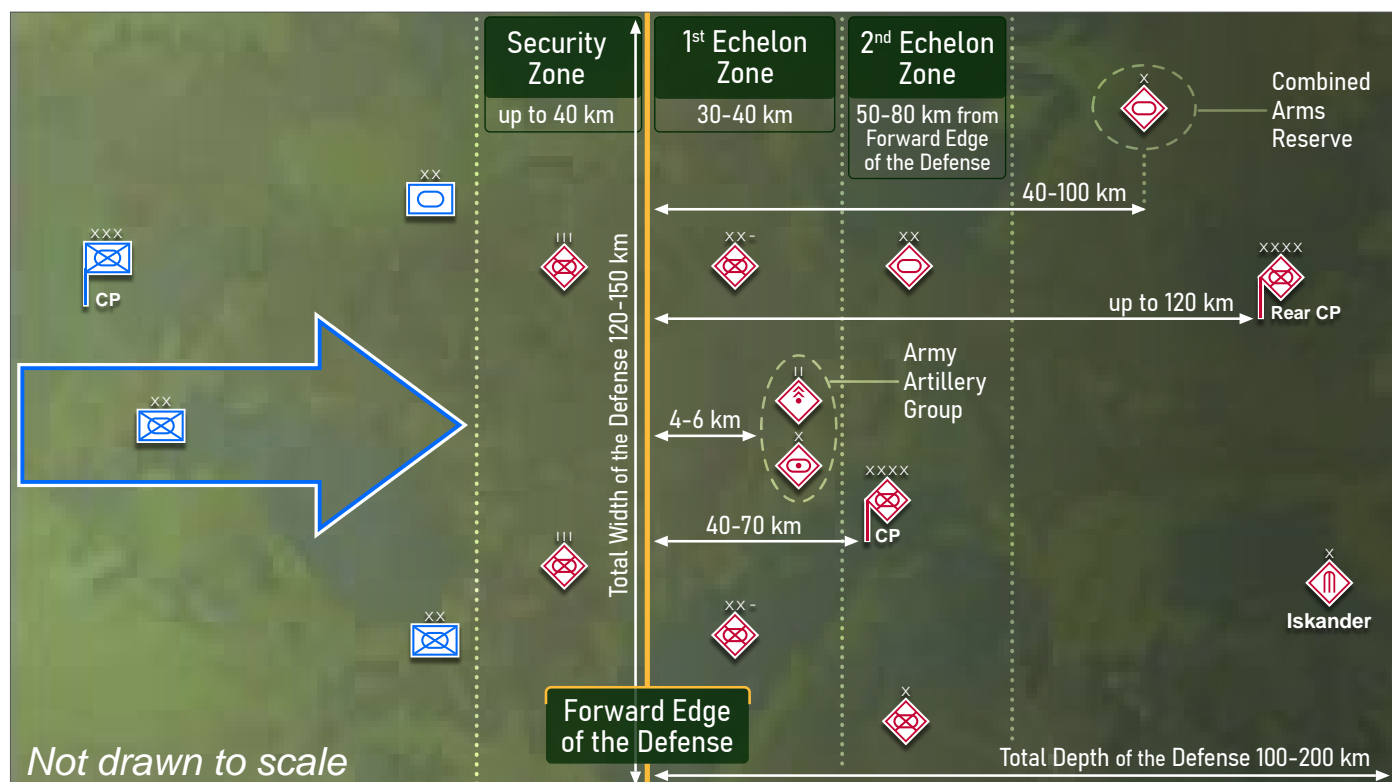 Security
Zone
up to 40 km
1st Echelon
Zone
30-40 km
2nd Echelon
Zone
50-80 km from
Forward Edge
of the Defense
X
Combined
Arms
Reserve
40-100 km
XX
XXX
CP
III
XX-
XX
XXXX
Rear CP
up to 120 km
Total Width of the Defense 120-150 km
Army
Artillery
Group
II
4-6 km
X
XX
XXXX
CP
40-70 km
III
X
Iskander
XX
XX-
X
Forward Edge
of the Defense
Not drawn to scale
Total Depth of the Defense 100-200 km